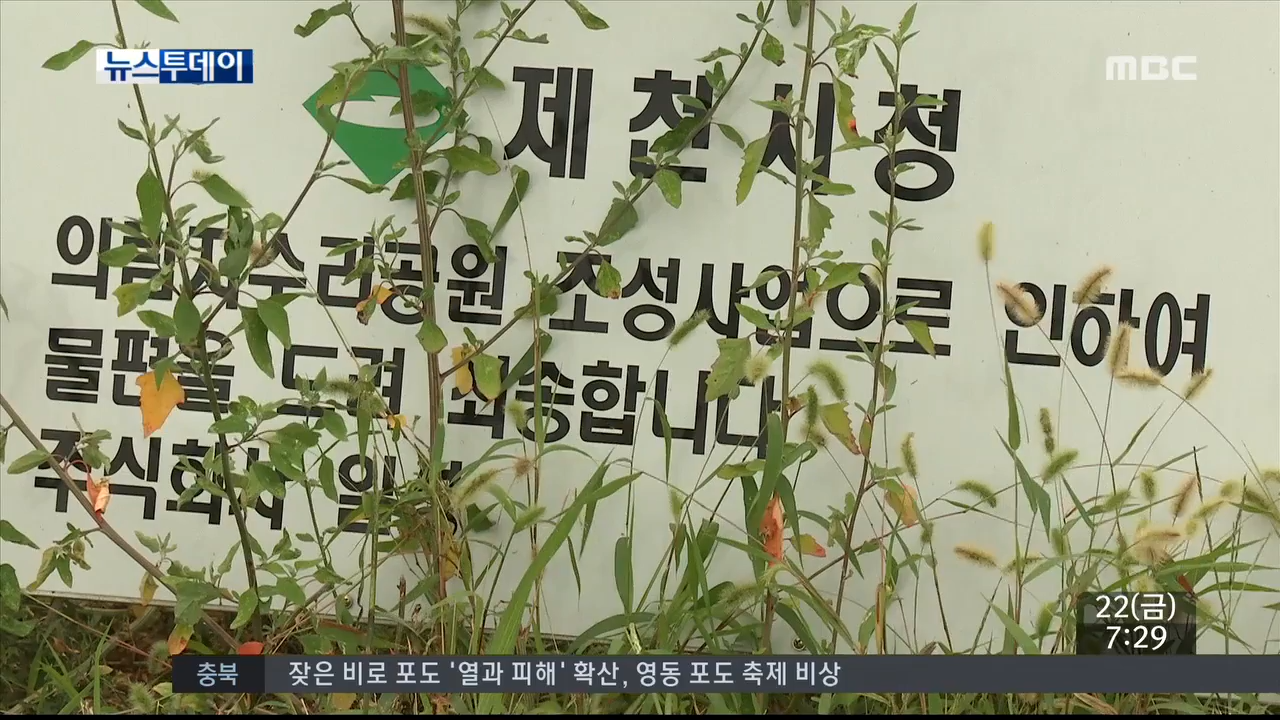 뉴스투데이
MBC
제천시청
의림지수리공원 조성사업으로 인하여
불편을 드려 죄송합니다
주식회사
22(금)
7:29
충북 잦은 비로 포도 '열과 피해' 확산, 영동 포도 축제 비상